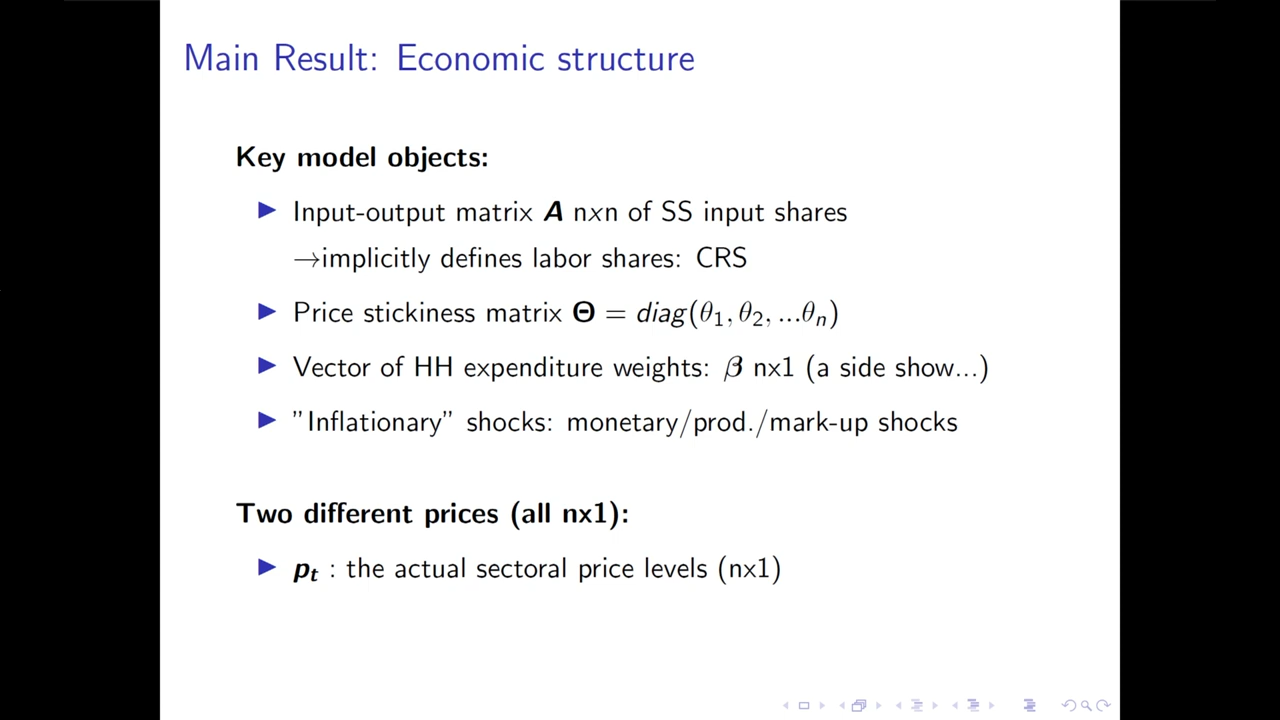 Main Result: Economic structure
Key model objects:
▶ Input-output matrix A nxn of SS input shares
→implicitly defines labor shares: CRS
▶ Price stickiness matrix Θ = diag(θ₁, θ₂, ...θₙ)
▶ Vector of HH expenditure weights: β nx1 (a side show...)
▶ ”Inflationary” shocks: monetary/prod./mark-up shocks
Two different prices (all nx1):
▶ pₜ : the actual sectoral price levels (nx1)